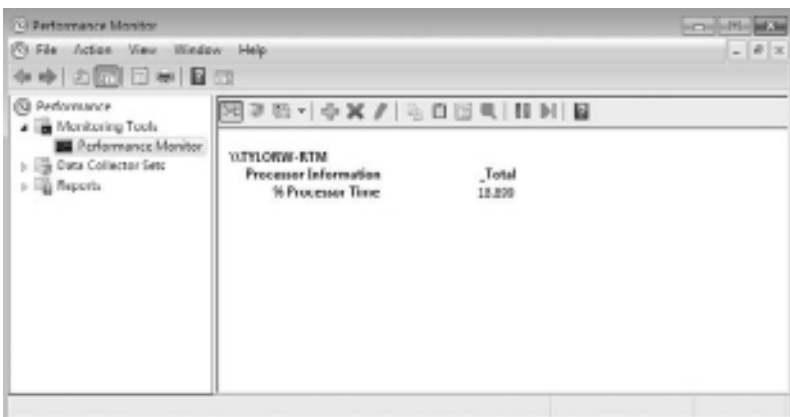 Performance Monitor
File Action View Window Help
Performance
Monitoring Tools
Performance Monitor
Data Collector Sets
Reports
\\TYLORW-RTM
Processor Information _Total
% Processor Time 18.899